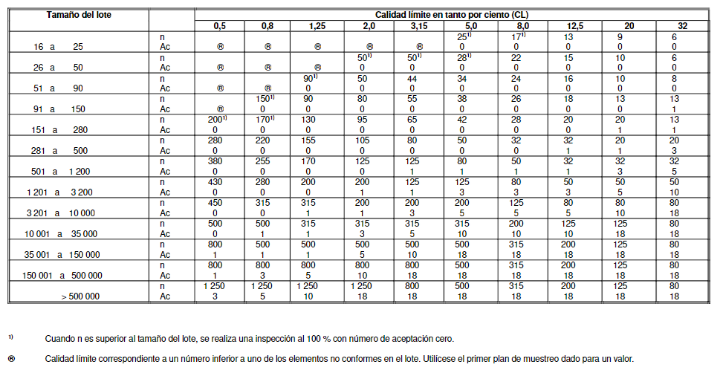 Tamaño del lote Calidad límite en tanto por ciento (CL)
0,5 0,8 1,25 2,0 3,15 5,0 8,0 12,5 20 32
16 a 25 n 25¹⁾ 17¹⁾ 13 9 6
Ac ® ® ® ® ® 0 0 0 0 0
26 a 50 n 50¹⁾ 50¹⁾ 28¹⁾ 22 15 10 6
Ac ® ® ® 0 0 0 0 0 0 0
51 a 90 n 90¹⁾ 50 44 34 24 16 10 8
Ac ® ® 0 0 0 0 0 0 0 0
91 a 150 n 150¹⁾ 90 80 55 38 26 18 13 13
Ac ® 0 0 0 0 0 0 0 0 1
151 a 280 n 200¹⁾ 170¹⁾ 130 95 65 42 28 20 20 13
Ac 0 0 0 0 0 0 0 0 1 1
281 a 500 n 280 220 155 105 80 50 32 32 20 20
Ac 0 0 0 0 0 0 0 1 1 3
501 a 1 200 n 380 255 170 125 125 80 50 32 32 32
Ac 0 0 0 0 1 1 1 1 3 5
1 201 a 3 200 n 430 280 200 200 125 125 80 50 50 50
Ac 0 0 0 1 1 3 3 3 5 10
3 201 a 10 000 n 450 315 315 200 200 200 125 80 80 80
Ac 0 0 1 1 3 5 5 5 10 18
10 001 a 35 000 n 500 500 315 315 315 315 200 125 125 80
Ac 0 1 1 3 5 10 10 10 18 18
35 001 a 150 000 n 800 500 500 500 500 500 315 200 125 80
Ac 1 1 1 5 10 18 18 18 18 18
150 001 a 500 000 n 800 800 800 800 800 500 315 200 125 80
Ac 1 3 5 10 18 18 18 18 18 18
> 500 000 n 1 250 1 250 1 250 1 250 800 500 315 200 125 80
Ac 3 5 10 18 18 18 18 18 18 18
¹⁾ Cuando n es superior al tamaño del lote, se realiza una inspección al 100 % con número de aceptación cero.
® Calidad límite correspondiente a un número inferior a uno de los elementos no conformes en el lote. Utilícese el primer plan de muestreo dado para un valor.